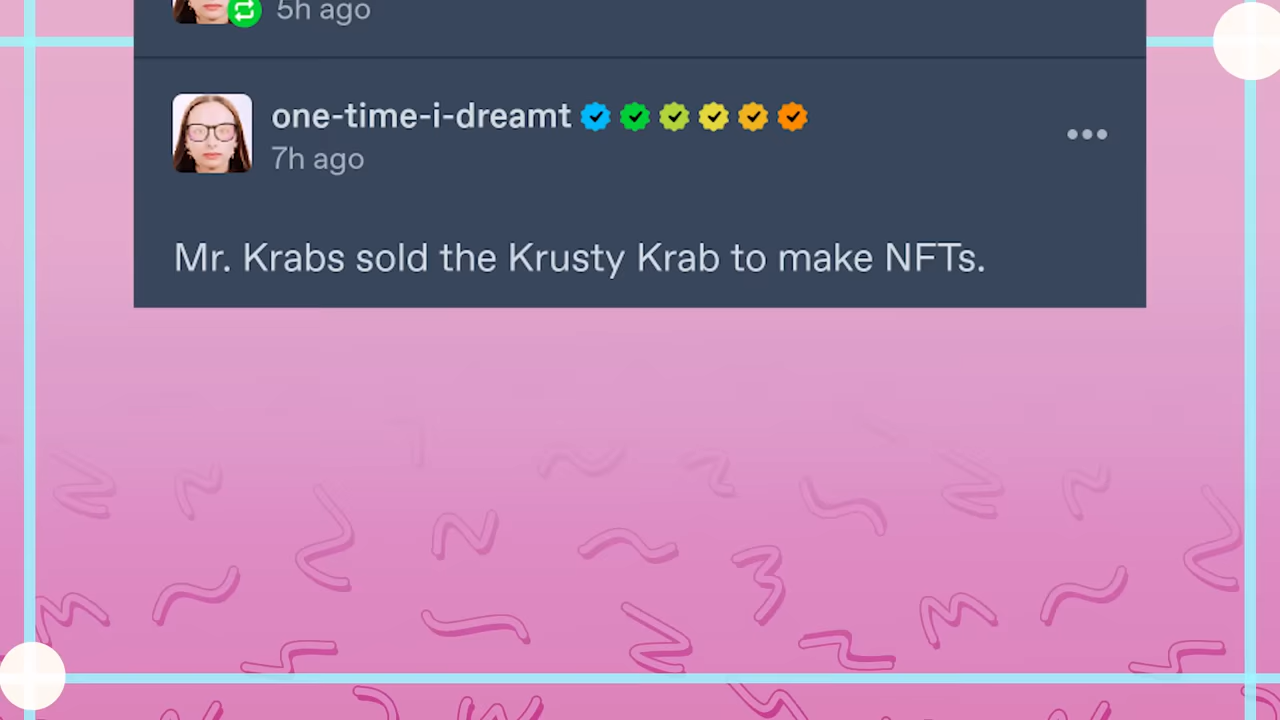 5h ago
one-time-i-dreamt
7h ago
Mr. Krabs sold the Krusty Krab to make NFTs.